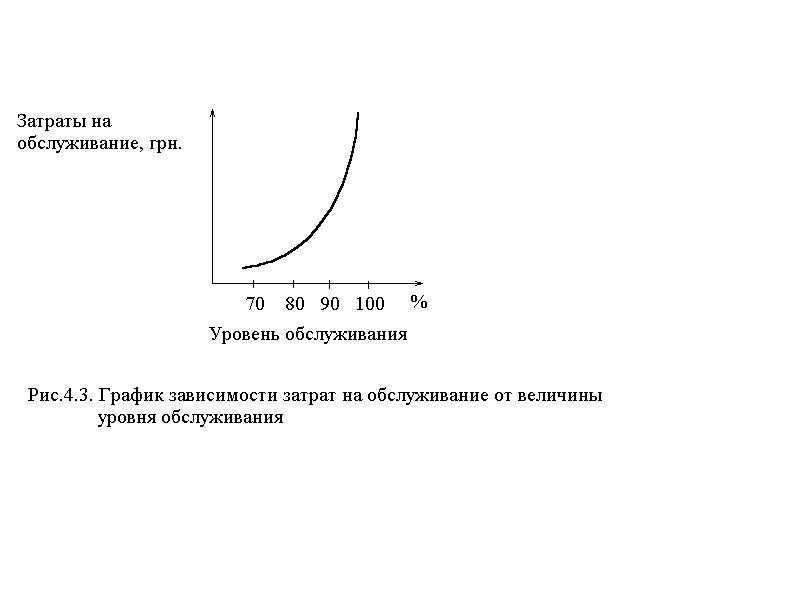 Затраты на
обслуживание, грн.
70 80 90 100 %
Уровень обслуживания
Рис.4.3. График зависимости затрат на обслуживание от величины
уровня обслуживания